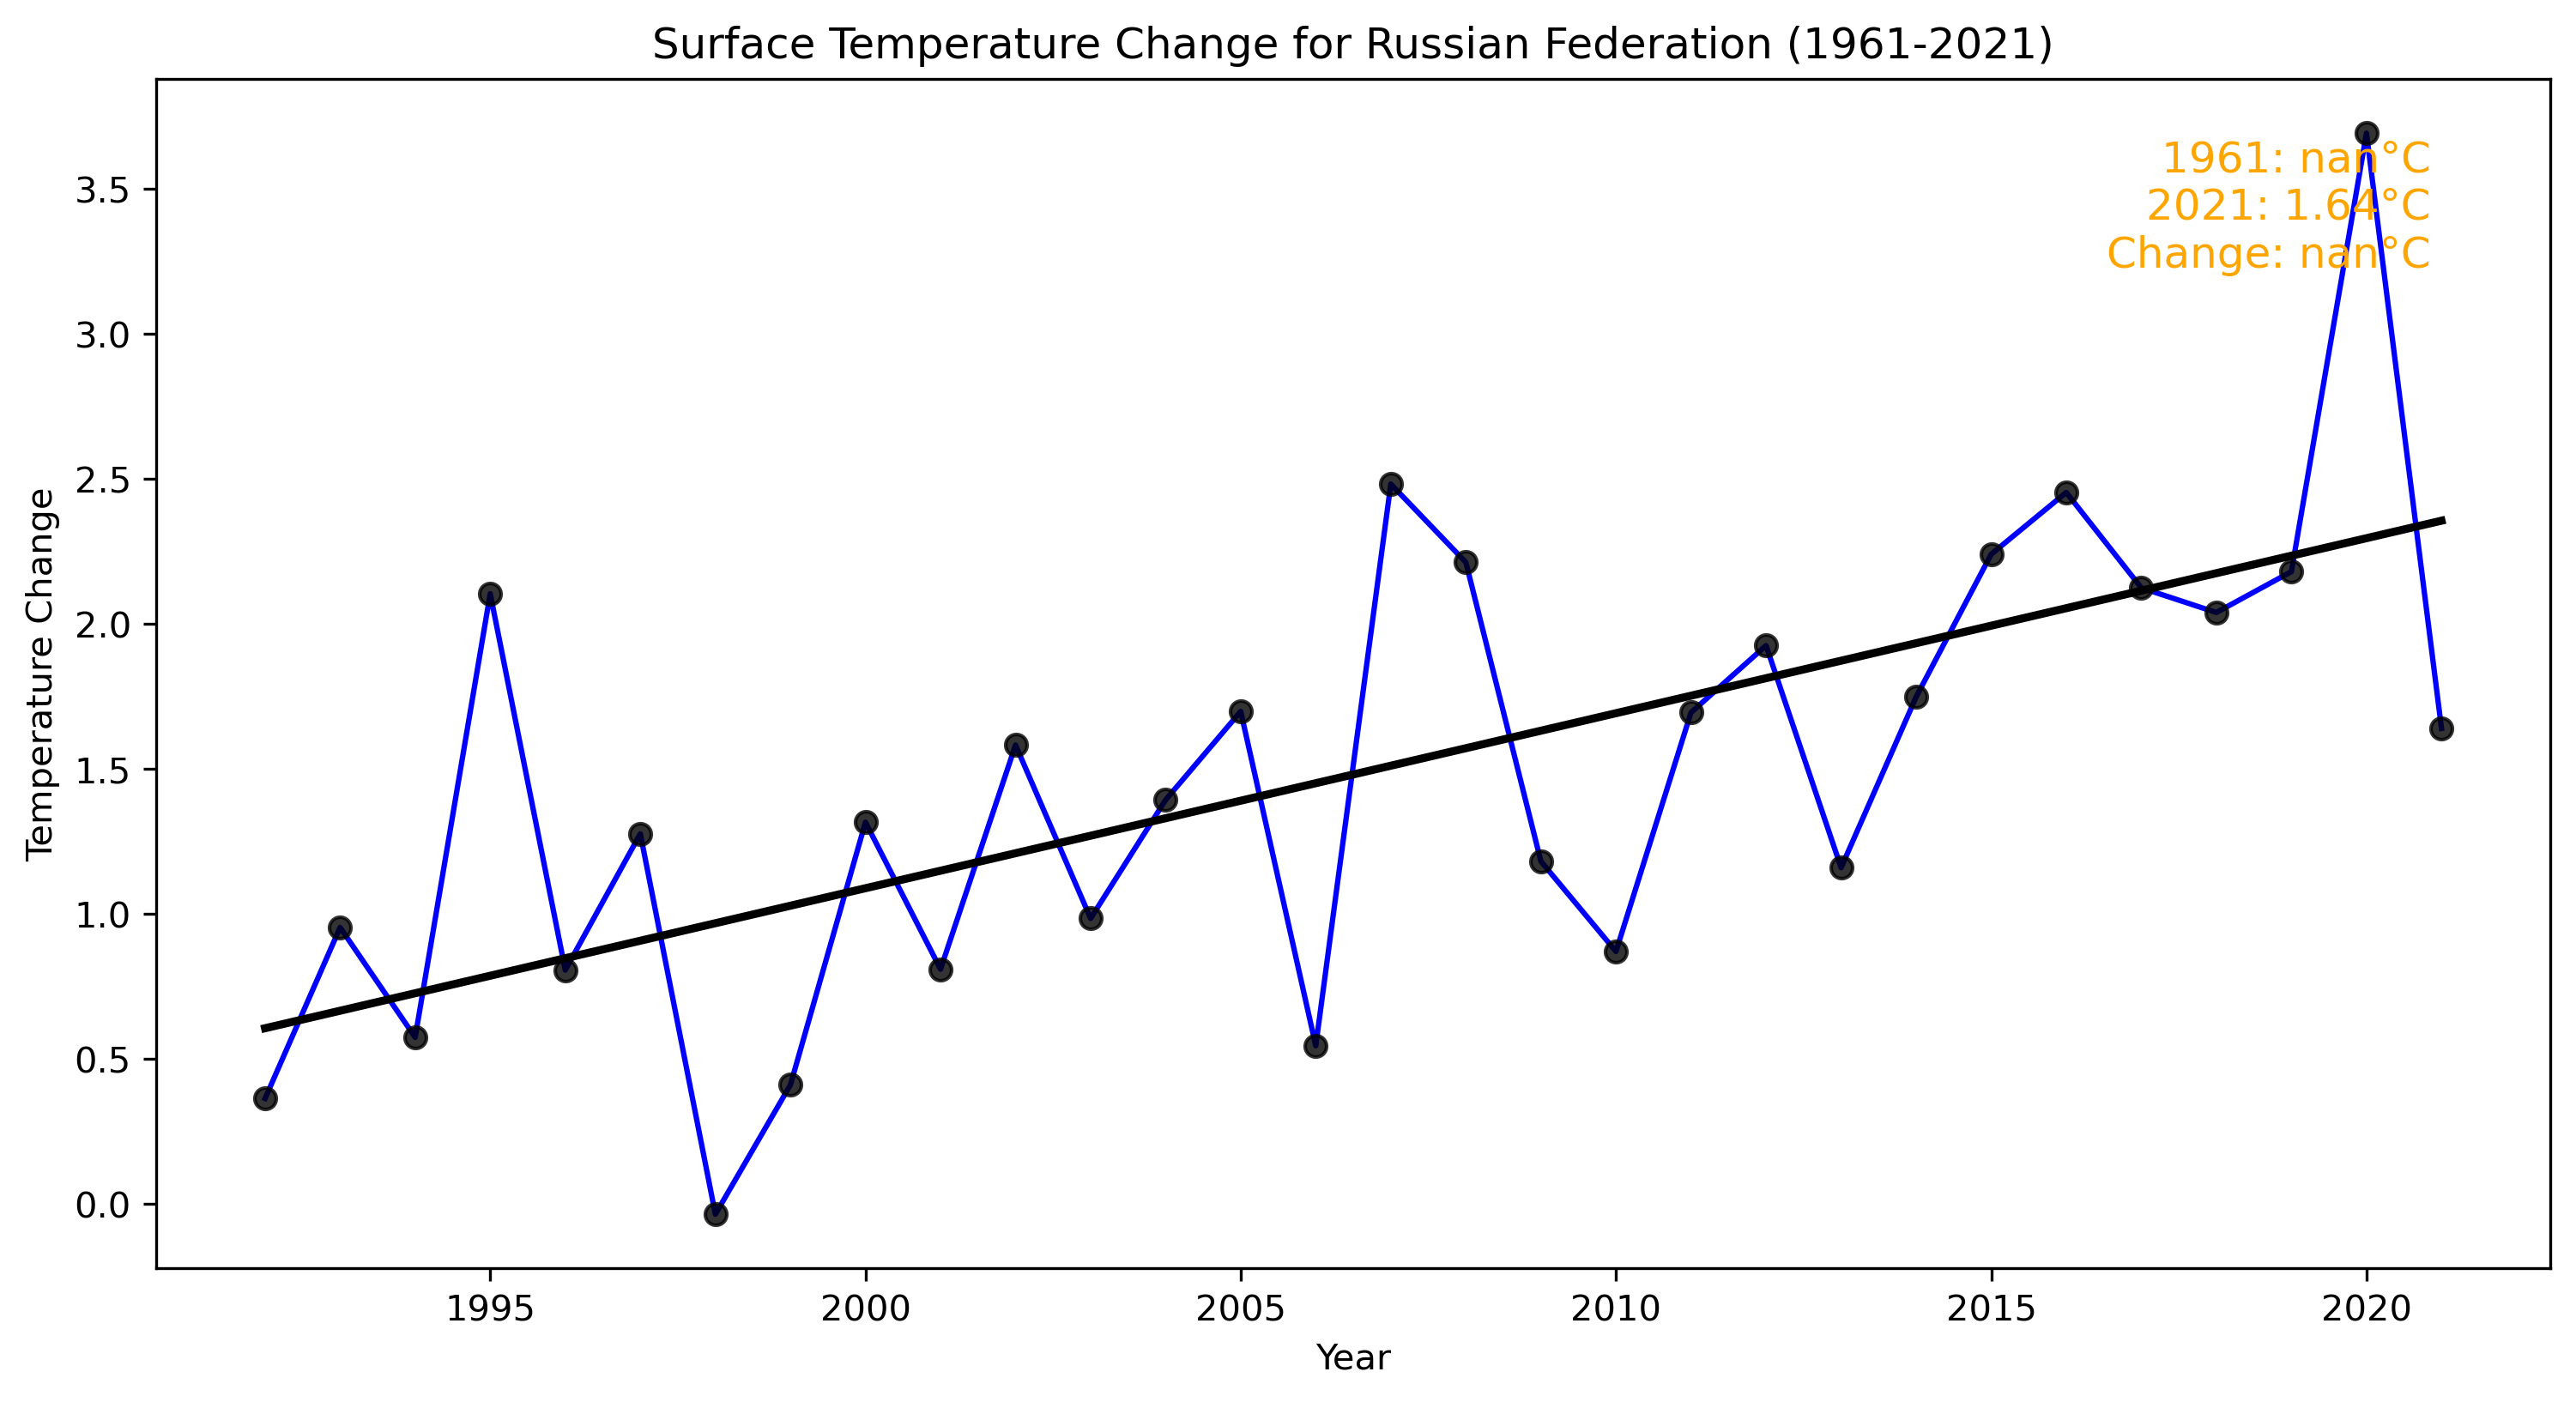 Surface Temperature Change for Russian Federation (1961-2021)
1961: nan°C
2021: 1.64°C
Change: nan°C
3.5
3.0
2.5
2.0
1.5
1.0
0.5
0.0
Temperature Change
1995 2000 2005 2010 2015 2020
Year